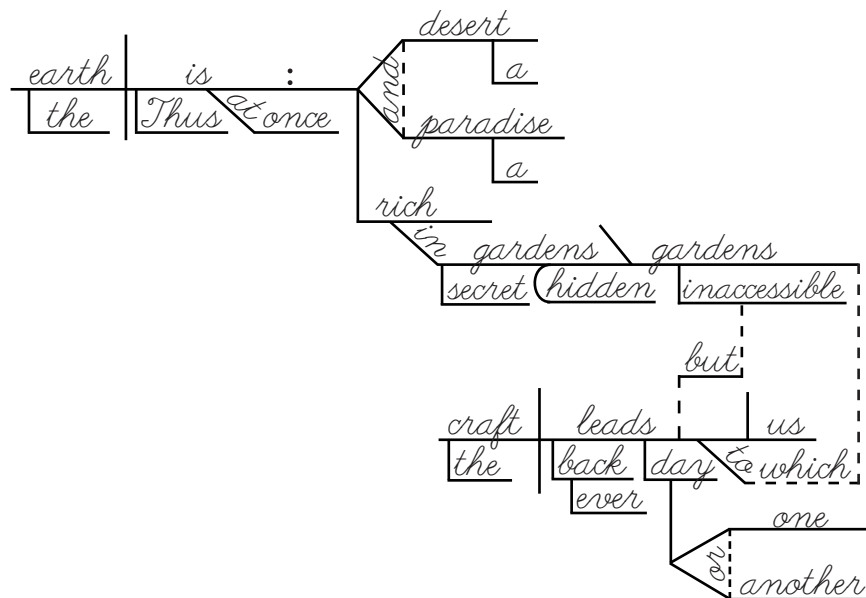 desert
earth is : and a
the Thus at once paradise
a
rich
in gardens gardens
secret hidden inaccessible
but
craft leads us
the back day to which
ever
one
or
another